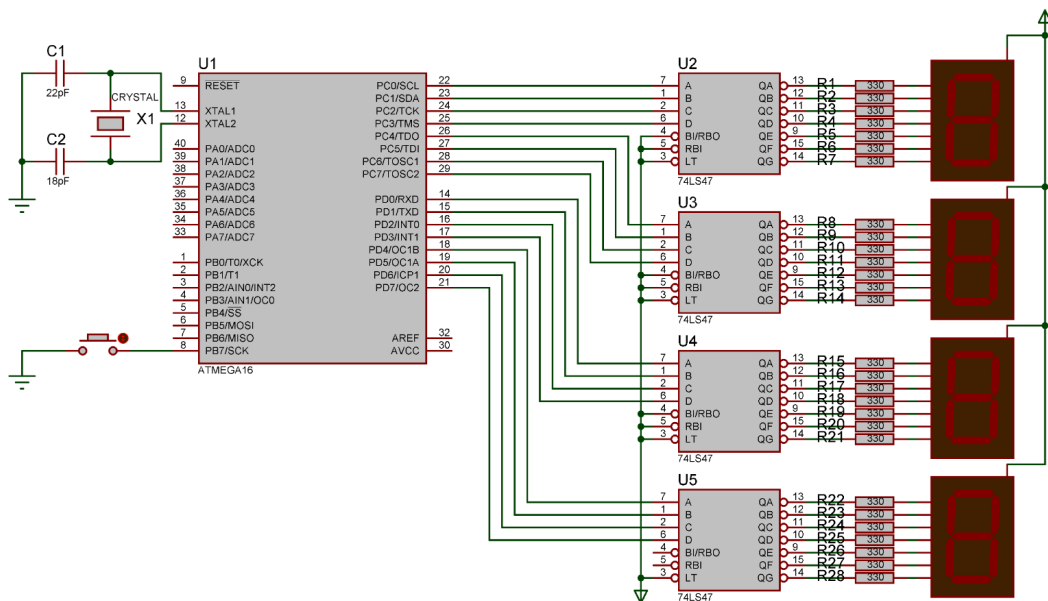 C1
22pF
CRYSTAL
X1
C2
18pF
U1
9 RESET
13 XTAL1
12 XTAL2
40 PA0/ADC0
39 PA1/ADC1
38 PA2/ADC2
37 PA3/ADC3
36 PA4/ADC4
35 PA5/ADC5
34 PA6/ADC6
33 PA7/ADC7
1 PB0/T0/XCK
2 PB1/T1
3 PB2/AIN0/INT2
4 PB3/AIN1/OC0
5 PB4/SS
6 PB5/MOSI
7 PB6/MISO
8 PB7/SCK
PC0/SCL 22
PC1/SDA 23
PC2/TCK 24
PC3/TMS 25
PC4/TDO 26
PC5/TDI 27
PC6/TOSC1 28
PC7/TOSC2 29
PD0/RXD 14
PD1/TXD 15
PD2/INT0 16
PD3/INT1 17
PD4/OC1B 18
PD5/OC1A 19
PD6/ICP1 20
PD7/OC2 21
AREF 32
AVCC 30
ATMEGA16
U2
7 A QA 13 R1 330
1 B QB 12 R2 330
2 C QC 11 R3 330
6 D QD 10 R4 330
4 BI/RBO QE 9 R5 330
5 RBI QF 15 R6 330
3 LT QG 14 R7 330
74LS47
U3
7 A QA 13 R8 330
1 B QB 12 R9 330
2 C QC 11 R10 330
6 D QD 10 R11 330
4 BI/RBO QE 9 R12 330
5 RBI QF 15 R13 330
3 LT QG 14 R14 330
74LS47
U4
7 A QA 13 R15 330
1 B QB 12 R16 330
2 C QC 11 R17 330
6 D QD 10 R18 330
4 BI/RBO QE 9 R19 330
5 RBI QF 15 R20 330
3 LT QG 14 R21 330
74LS47
U5
7 A QA 13 R22 330
1 B QB 12 R23 330
2 C QC 11 R24 330
6 D QD 10 R25 330
4 BI/RBO QE 9 R26 330
5 RBI QF 15 R27 330
3 LT QG 14 R28 330
74LS47